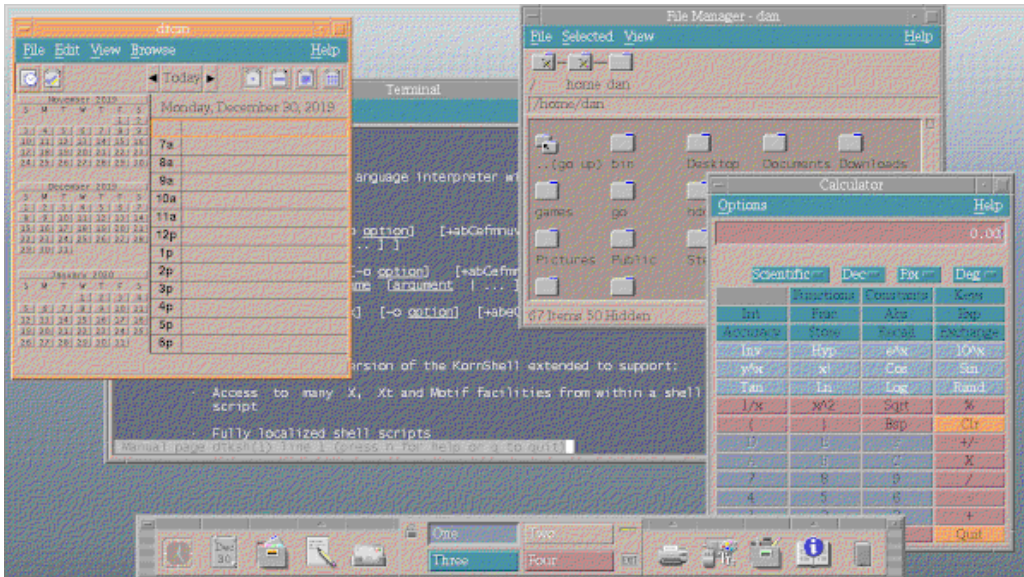 dtcm
File Edit View Browse Help
Today
November 2019
S M T W T F S
Monday, December 30, 2019
7a
8a
9a
10a
11a
12p
1p
2p
3p
4p
5p
6p
December 2019
S M T W T F S
January 2020
S M T W T F S
Terminal
anguage interpreter wi
option] [+abCefmnuv
.. ] ]
[-o option] [+abCefmn
me [argument | ... ]
] [-o option] [+abeC
rsion of the KornShell extended to support:
Access to many X, Xt and Motif facilities from within a shell
script
Fully localized shell scripts
Manual page dtksh(1) line 1 (press h for help or q to quit)
File Manager - dan
File Selected View Help
/ home dan
/home/dan
..(go up) bin Desktop Documents Downloads
games go
Pictures Public
67 Items 50 Hidden
Calculator
Options Help
0.00
Scientific Dec Fix Deg
Functions Constants Keys
Int Frac Abs Exp
Accuracy Store Recall Exchange
Inv Hyp e^x 10^x
y^x x! Cos Sin
Tan Ln Log Rand
1/x x^2 Sqrt %
( ) Bsp Clr
D E F +/-
A B C X
7 8 9 /
4 5 6 -
+
Quit
Dec
30
One Two
Three Four
EXIT